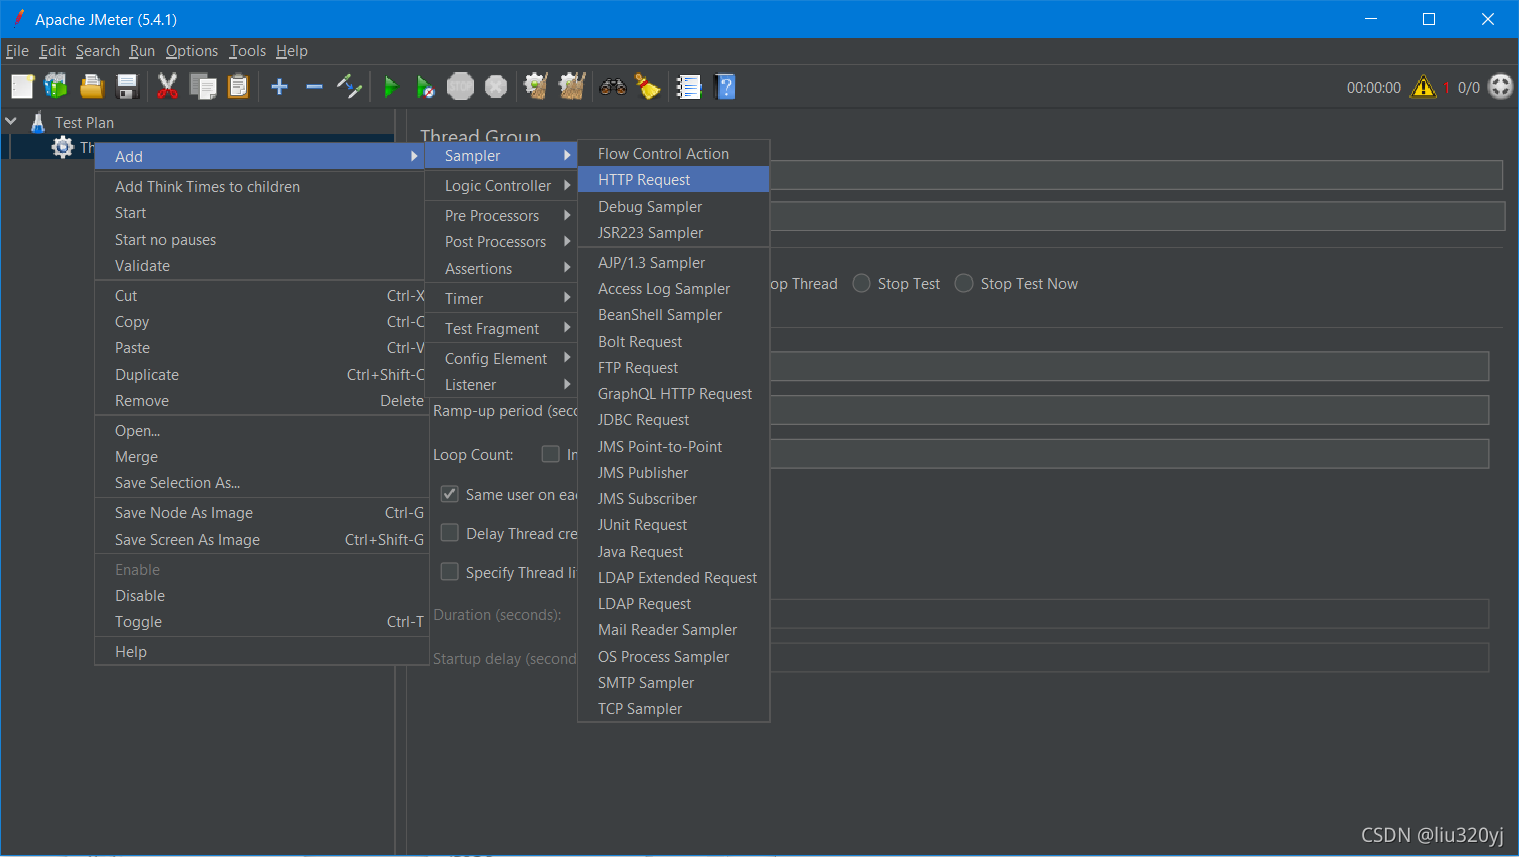 Apache JMeter (5.4.1)
File Edit Search Run Options Tools Help
STOP
00:00:00 1 0/0
Test Plan
Th
Thread Group
Add
Add Think Times to children
Start
Start no pauses
Validate
Cut Ctrl-X
Copy Ctrl-C
Paste Ctrl-V
Duplicate Ctrl+Shift-C
Remove Delete
Open...
Merge
Save Selection As...
Save Node As Image Ctrl-G
Save Screen As Image Ctrl+Shift-G
Enable
Disable
Toggle Ctrl-T
Help
Sampler
Logic Controller
Pre Processors
Post Processors
Assertions
Timer
Test Fragment
Config Element
Listener
Flow Control Action
HTTP Request
Debug Sampler
JSR223 Sampler
AJP/1.3 Sampler
Access Log Sampler
BeanShell Sampler
Bolt Request
FTP Request
GraphQL HTTP Request
JDBC Request
JMS Point-to-Point
JMS Publisher
JMS Subscriber
JUnit Request
Java Request
LDAP Extended Request
LDAP Request
Mail Reader Sampler
OS Process Sampler
SMTP Sampler
TCP Sampler
op Thread Stop Test Stop Test Now
Ramp-up period (seco
Loop Count: In
Same user on eac
Delay Thread cre
Specify Thread li
Duration (seconds):
Startup delay (second
CSDN @liu320yj